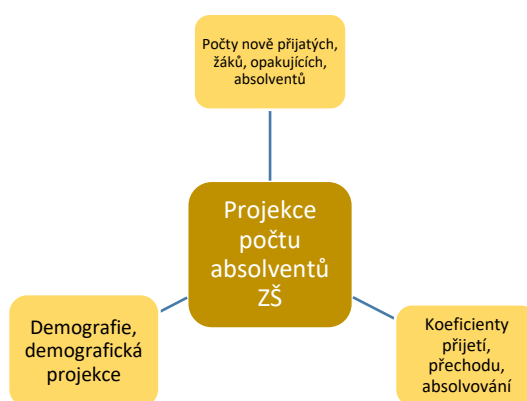 Počty nově přijatých,
žáků, opakujících,
absolventů
Projekce
počtu
absolventů
ZŠ
Demografie,
demografická
projekce
Koeficienty
přijetí,
přechodu,
absolvování